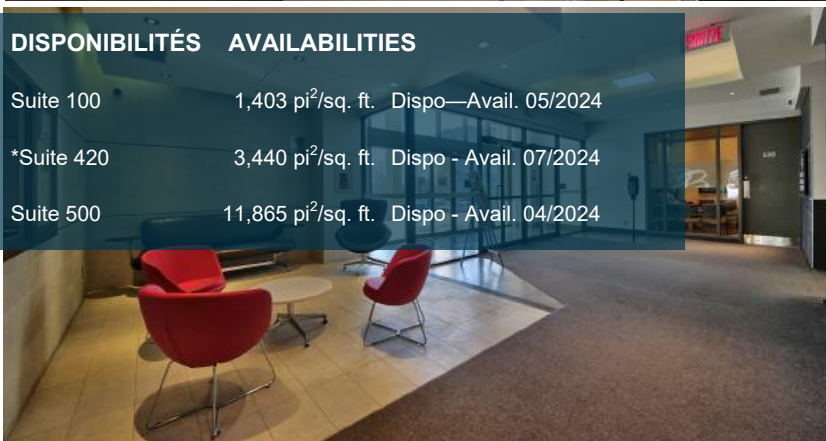 DISPONIBILITÉS AVAILABILITIES
SORTIE
Suite 100 1,403 pi²/sq. ft. Dispo—Avail. 05/2024
*Suite 420 3,440 pi²/sq. ft. Dispo - Avail. 07/2024
130
Suite 500 11,865 pi²/sq. ft. Dispo - Avail. 04/2024